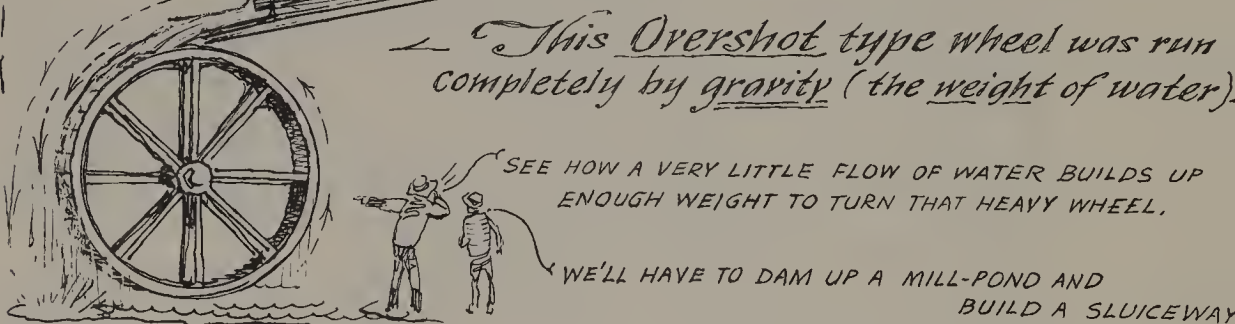 This Overshot type wheel was run
completely by gravity (the weight of water).
SEE HOW A VERY LITTLE FLOW OF WATER BUILDS UP
ENOUGH WEIGHT TO TURN THAT HEAVY WHEEL.
WE'LL HAVE TO DAM UP A MILL-POND AND
BUILD A SLUICEWAY